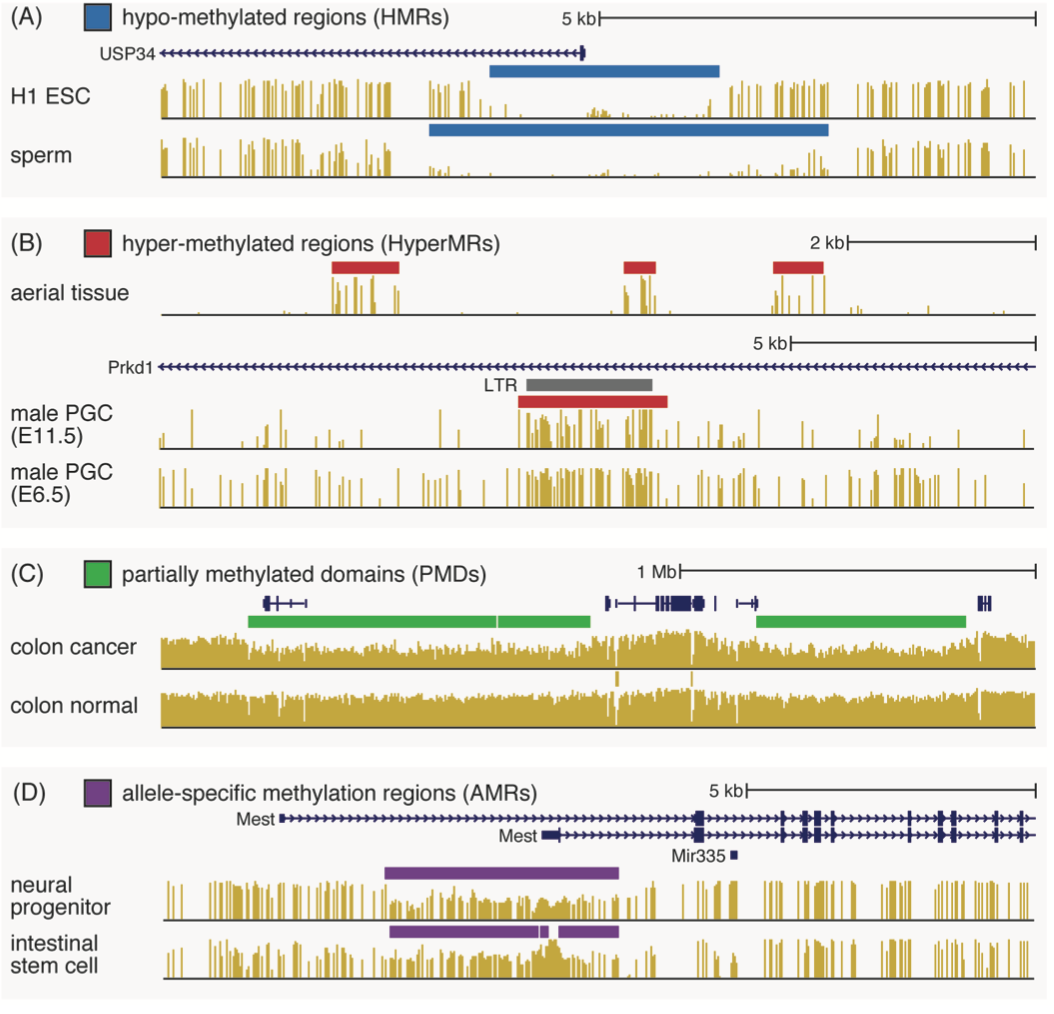 (A) hypo-methylated regions (HMRs) 5 kb
USP34
H1 ESC
sperm
(B) hyper-methylated regions (HyperMRs) 2 kb
aerial tissue
5 kb
Prkd1
LTR
male PGC
(E11.5)
male PGC
(E6.5)
(C) partially methylated domains (PMDs) 1 Mb
colon cancer
colon normal
(D) allele-specific methylation regions (AMRs) 5 kb
Mest
Mest
Mir335
neural
progenitor
intestinal
stem cell